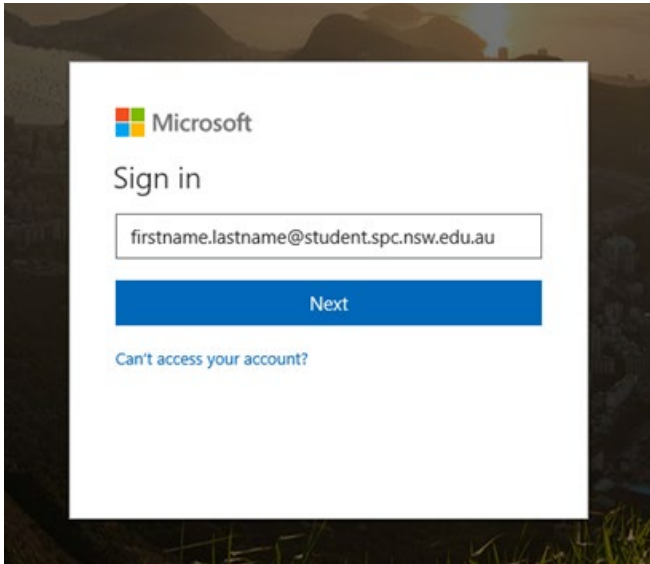 Microsoft
Sign in
firstname.lastname@student.spc.nsw.edu.au
Next
Can't access your account?